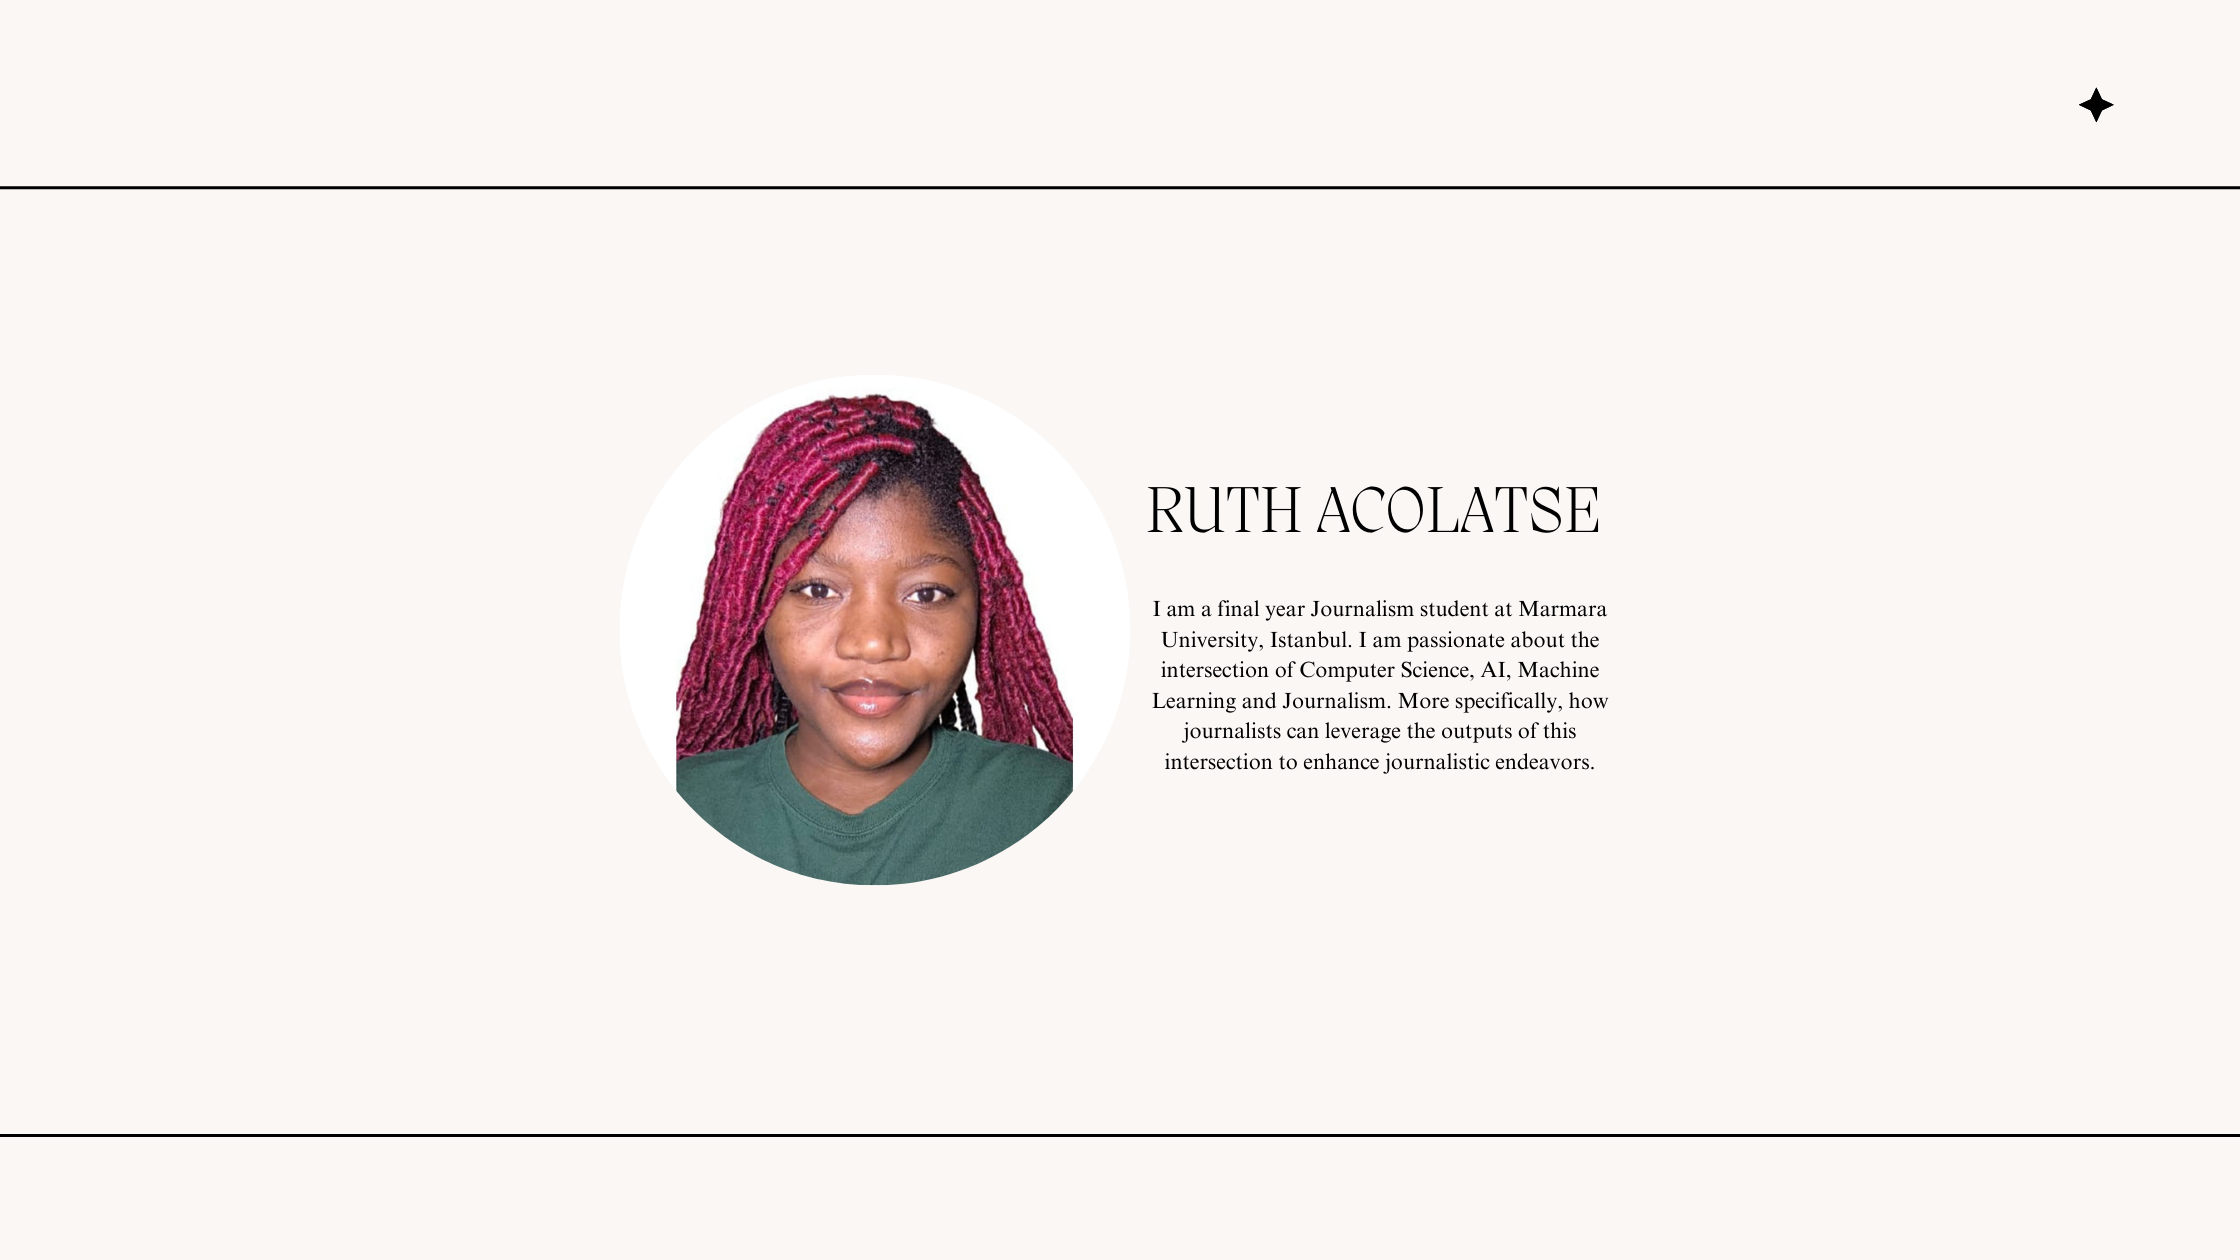 RUTH ACOLATSE
I am a final year Journalism student at Marmara
University, Istanbul. I am passionate about the
intersection of Computer Science, AI, Machine
Learning and Journalism. More specifically, how
journalists can leverage the outputs of this
intersection to enhance journalistic endeavors.